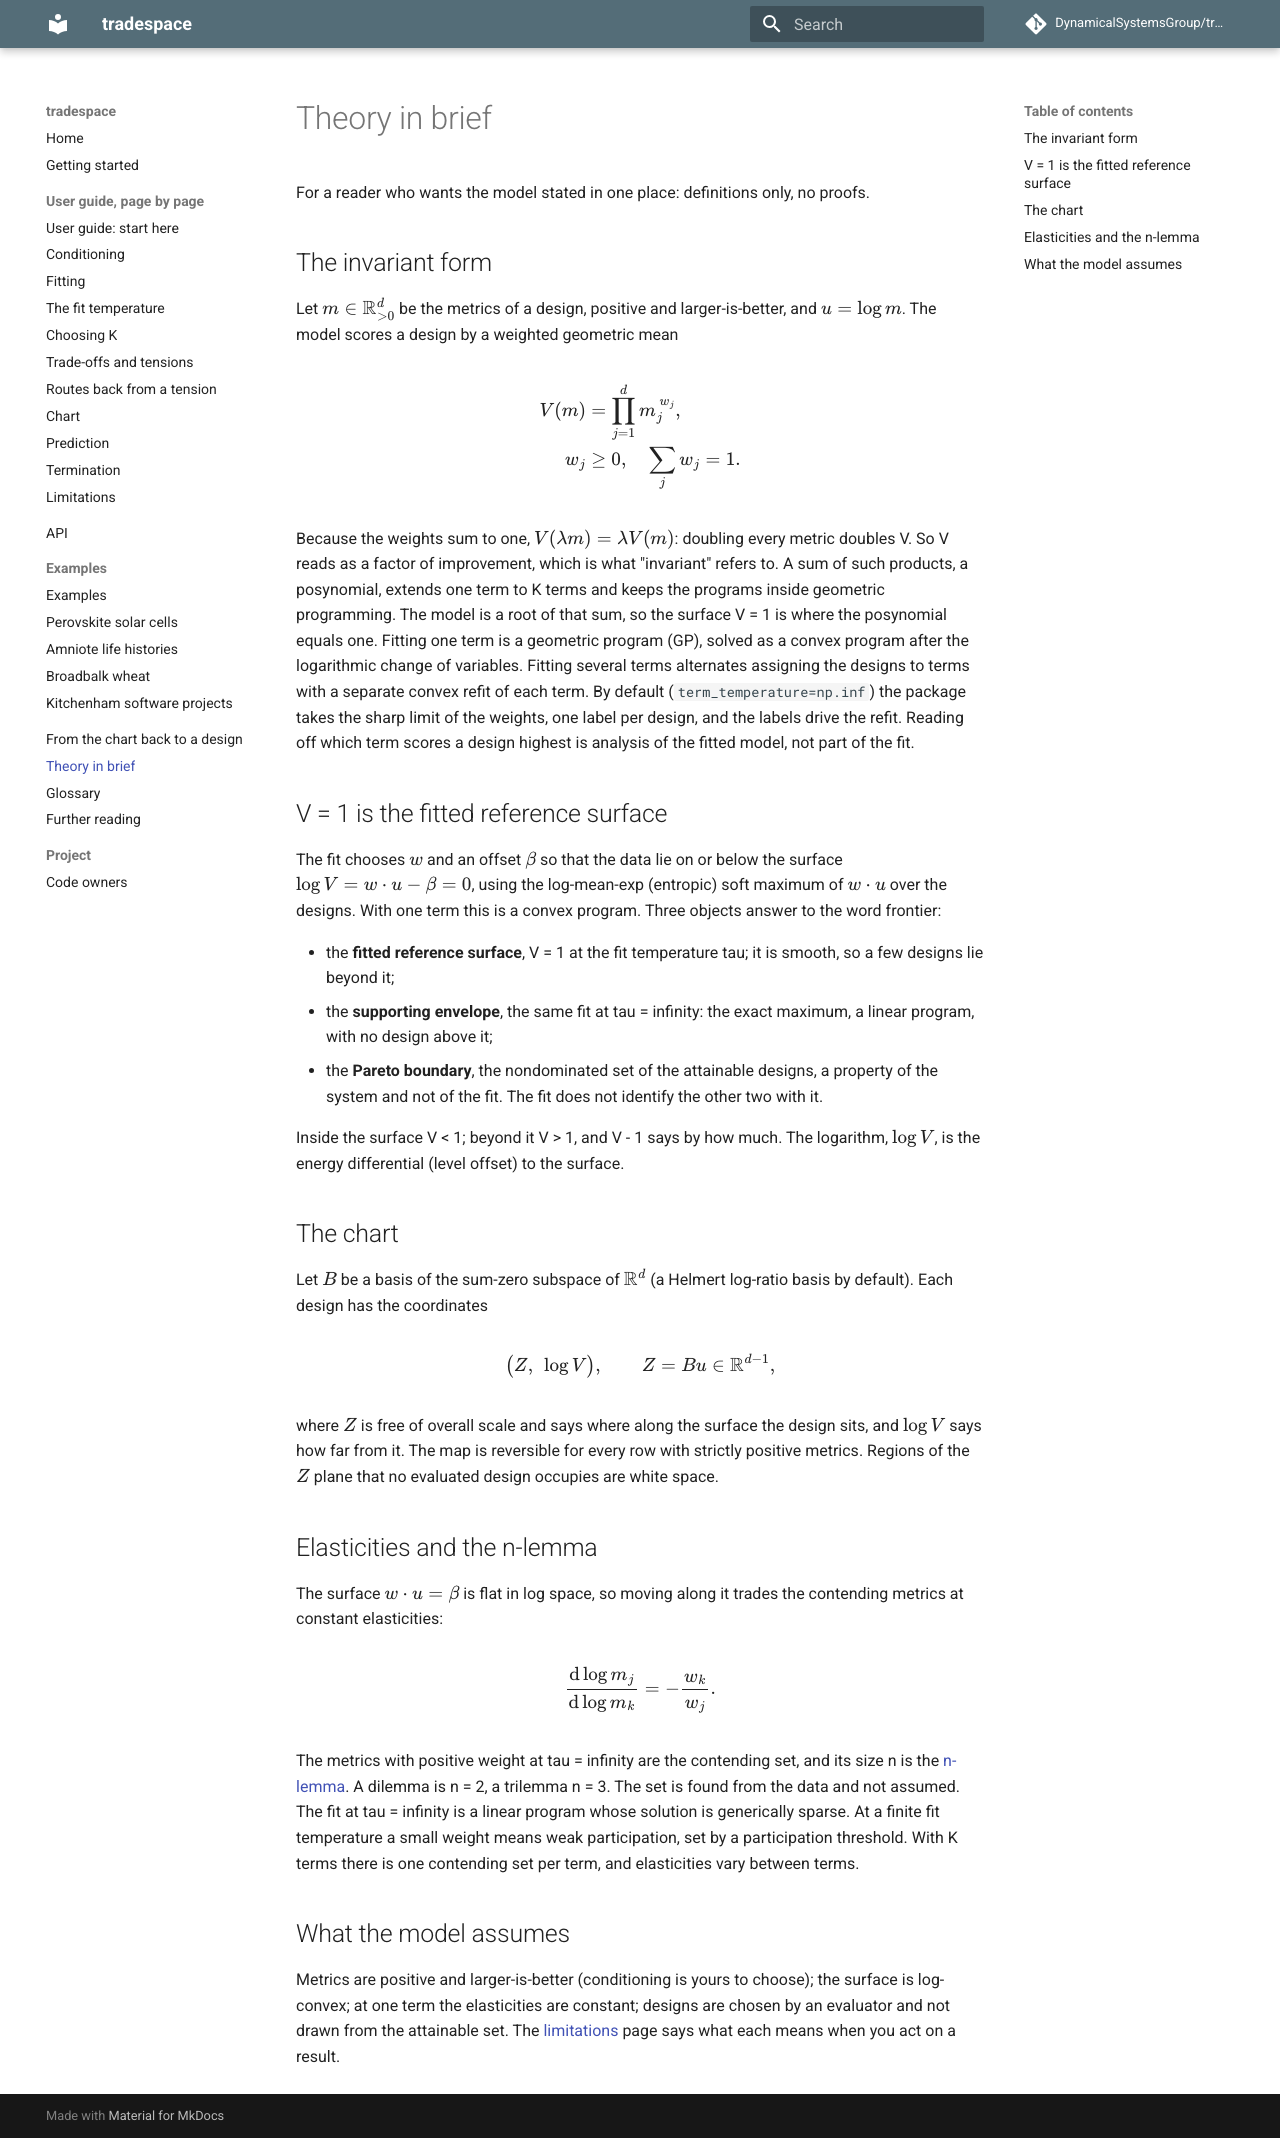 tradespace
Search
DynamicalSystemsGroup/tr...
tradespace
Home
Getting started
User guide, page by page
User guide: start here
Conditioning
Fitting
The fit temperature
Choosing K
Trade-offs and tensions
Routes back from a tension
Chart
Prediction
Termination
Limitations
API
Examples
Examples
Perovskite solar cells
Amniote life histories
Broadbalk wheat
Kitchenham software projects
From the chart back to a design
Theory in brief
Glossary
Further reading
Project
Code owners
Theory in brief
For a reader who wants the model stated in one place: definitions only, no proofs.
The invariant form
Let m ∈ ℝ^d_{>0} be the metrics of a design, positive and larger-is-better, and u = log m. The
model scores a design by a weighted geometric mean
V(m) = ∏_{j=1}^{d} m_j^{w_j},
w_j ≥ 0, ∑_j w_j = 1.
Because the weights sum to one, V(λm) = λV(m): doubling every metric doubles V. So V
reads as a factor of improvement, which is what "invariant" refers to. A sum of such products, a
posynomial, extends one term to K terms and keeps the programs inside geometric
programming. The model is a root of that sum, so the surface V = 1 is where the posynomial
equals one. Fitting one term is a geometric program (GP), solved as a convex program after the
logarithmic change of variables. Fitting several terms alternates assigning the designs to terms
with a separate convex refit of each term. By default (term_temperature=np.inf) the package
takes the sharp limit of the weights, one label per design, and the labels drive the refit. Reading
off which term scores a design highest is analysis of the fitted model, not part of the fit.
V = 1 is the fitted reference surface
The fit chooses w and an offset β so that the data lie on or below the surface
log V = w · u − β = 0, using the log-mean-exp (entropic) soft maximum of w · u over the
designs. With one term this is a convex program. Three objects answer to the word frontier:
• the fitted reference surface, V = 1 at the fit temperature tau; it is smooth, so a few designs lie
beyond it;
• the supporting envelope, the same fit at tau = infinity: the exact maximum, a linear program,
with no design above it;
• the Pareto boundary, the nondominated set of the attainable designs, a property of the
system and not of the fit. The fit does not identify the other two with it.
Inside the surface V < 1; beyond it V > 1, and V - 1 says by how much. The logarithm, log V, is the
energy differential (level offset) to the surface.
The chart
Let B be a basis of the sum-zero subspace of ℝ^d (a Helmert log-ratio basis by default). Each
design has the coordinates
(Z, log V), Z = Bu ∈ ℝ^{d−1},
where Z is free of overall scale and says where along the surface the design sits, and log V says
how far from it. The map is reversible for every row with strictly positive metrics. Regions of the
Z plane that no evaluated design occupies are white space.
Elasticities and the n-lemma
The surface w · u = β is flat in log space, so moving along it trades the contending metrics at
constant elasticities:
d log m_j / d log m_k = − w_k / w_j.
The metrics with positive weight at tau = infinity are the contending set, and its size n is the n-
lemma. A dilemma is n = 2, a trilemma n = 3. The set is found from the data and not assumed.
The fit at tau = infinity is a linear program whose solution is generically sparse. At a finite fit
temperature a small weight means weak participation, set by a participation threshold. With K
terms there is one contending set per term, and elasticities vary between terms.
What the model assumes
Metrics are positive and larger-is-better (conditioning is yours to choose); the surface is log-
convex; at one term the elasticities are constant; designs are chosen by an evaluator and not
drawn from the attainable set. The limitations page says what each means when you act on a
result.
Table of contents
The invariant form
V = 1 is the fitted reference
surface
The chart
Elasticities and the n-lemma
What the model assumes
Made with Material for MkDocs